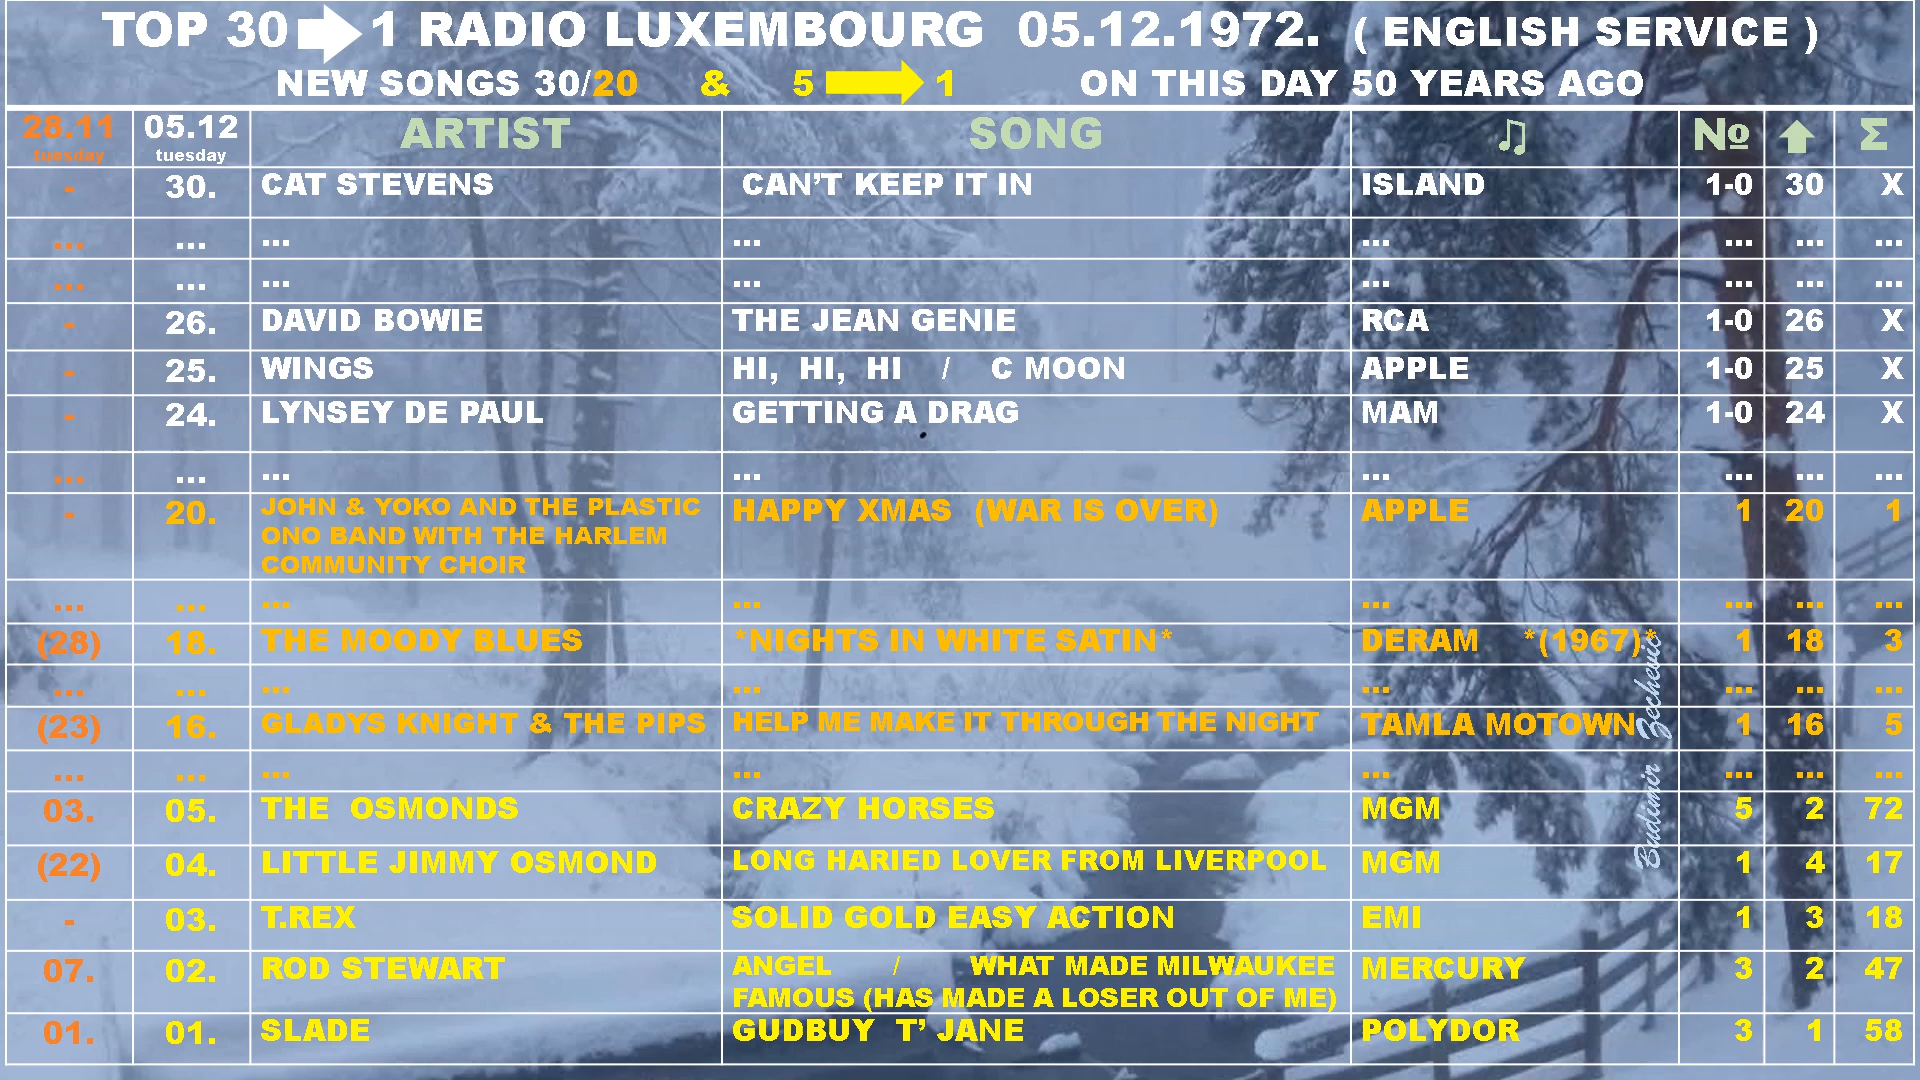 TOP 30 1 RADIO LUXEMBOURG 05.12.1972. ( ENGLISH SERVICE )
NEW SONGS 30/20 & 5 1 ON THIS DAY 50 YEARS AGO
28.11 tuesday 05.12 tuesday ARTIST SONG ♫ № Σ
- 30. CAT STEVENS CAN’T KEEP IT IN ISLAND 1-0 30 X
... ... ... ... ... ... ... ...
... ... ... ... ... ... ... ...
- 26. DAVID BOWIE THE JEAN GENIE RCA 1-0 26 X
- 25. WINGS HI, HI, HI / C MOON APPLE 1-0 25 X
- 24. LYNSEY DE PAUL GETTING A DRAG MAM 1-0 24 X
... ... ... ... ... ... ... ...
- 20. JOHN & YOKO AND THE PLASTIC HAPPY XMAS (WAR IS OVER) APPLE 1 20 1
ONO BAND WITH THE HARLEM
COMMUNITY CHOIR
... ... ... ... ... ... ... ...
(28) 18. THE MOODY BLUES *NIGHTS IN WHITE SATIN* DERAM *(1967)* 1 18 3
... ... ... ... ... ... ... ...
(23) 16. GLADYS KNIGHT & THE PIPS HELP ME MAKE IT THROUGH THE NIGHT TAMLA MOTOWN 1 16 5
... ... ... ... ... ... ... ...
03. 05. THE OSMONDS CRAZY HORSES MGM 5 2 72
(22) 04. LITTLE JIMMY OSMOND LONG HARIED LOVER FROM LIVERPOOL MGM 1 4 17
- 03. T.REX SOLID GOLD EASY ACTION EMI 1 3 18
07. 02. ROD STEWART ANGEL / WHAT MADE MILWAUKEE MERCURY 3 2 47
FAMOUS (HAS MADE A LOSER OUT OF ME)
01. 01. SLADE GUDBUY T’ JANE POLYDOR 3 1 58
Budimir Zechevic